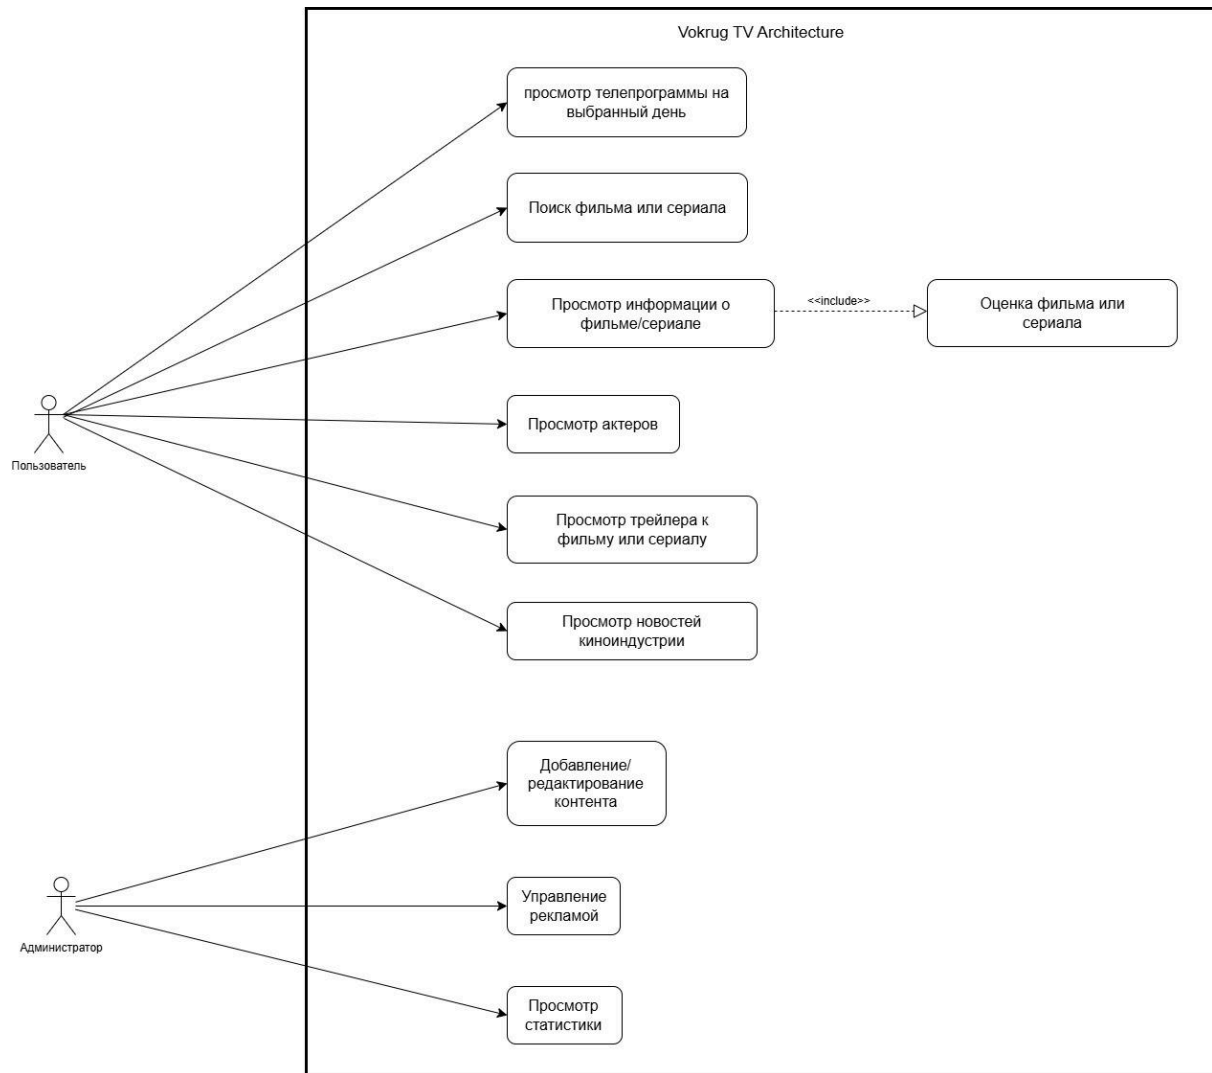 Vokrug TV Architecture
просмотр телепрограммы на
выбранный день
Поиск фильма или сериала
Просмотр информации о
фильме/сериале
<<include>>
Оценка фильма или
сериала
Просмотр актеров
Пользователь
Просмотр трейлера к
фильму или сериалу
Просмотр новостей
киноиндустрии
Добавление/
редактирование
контента
Управление
рекламой
Администратор
Просмотр
статистики